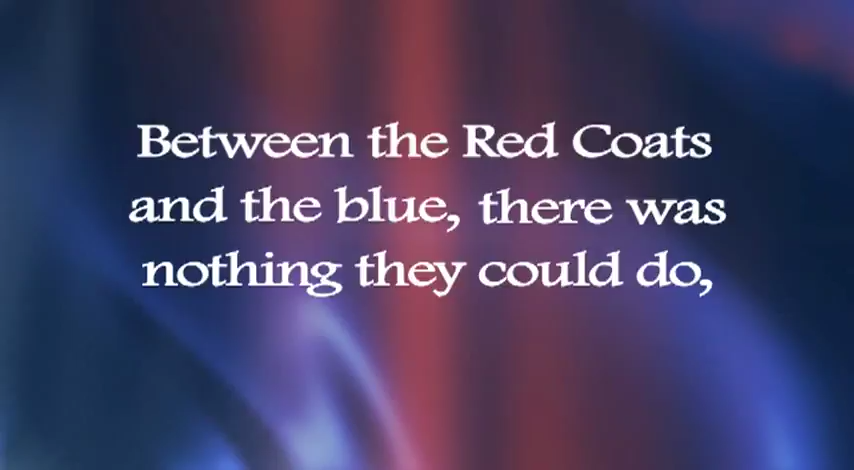 Between the Red Coats
and the blue, there was
nothing they could do,